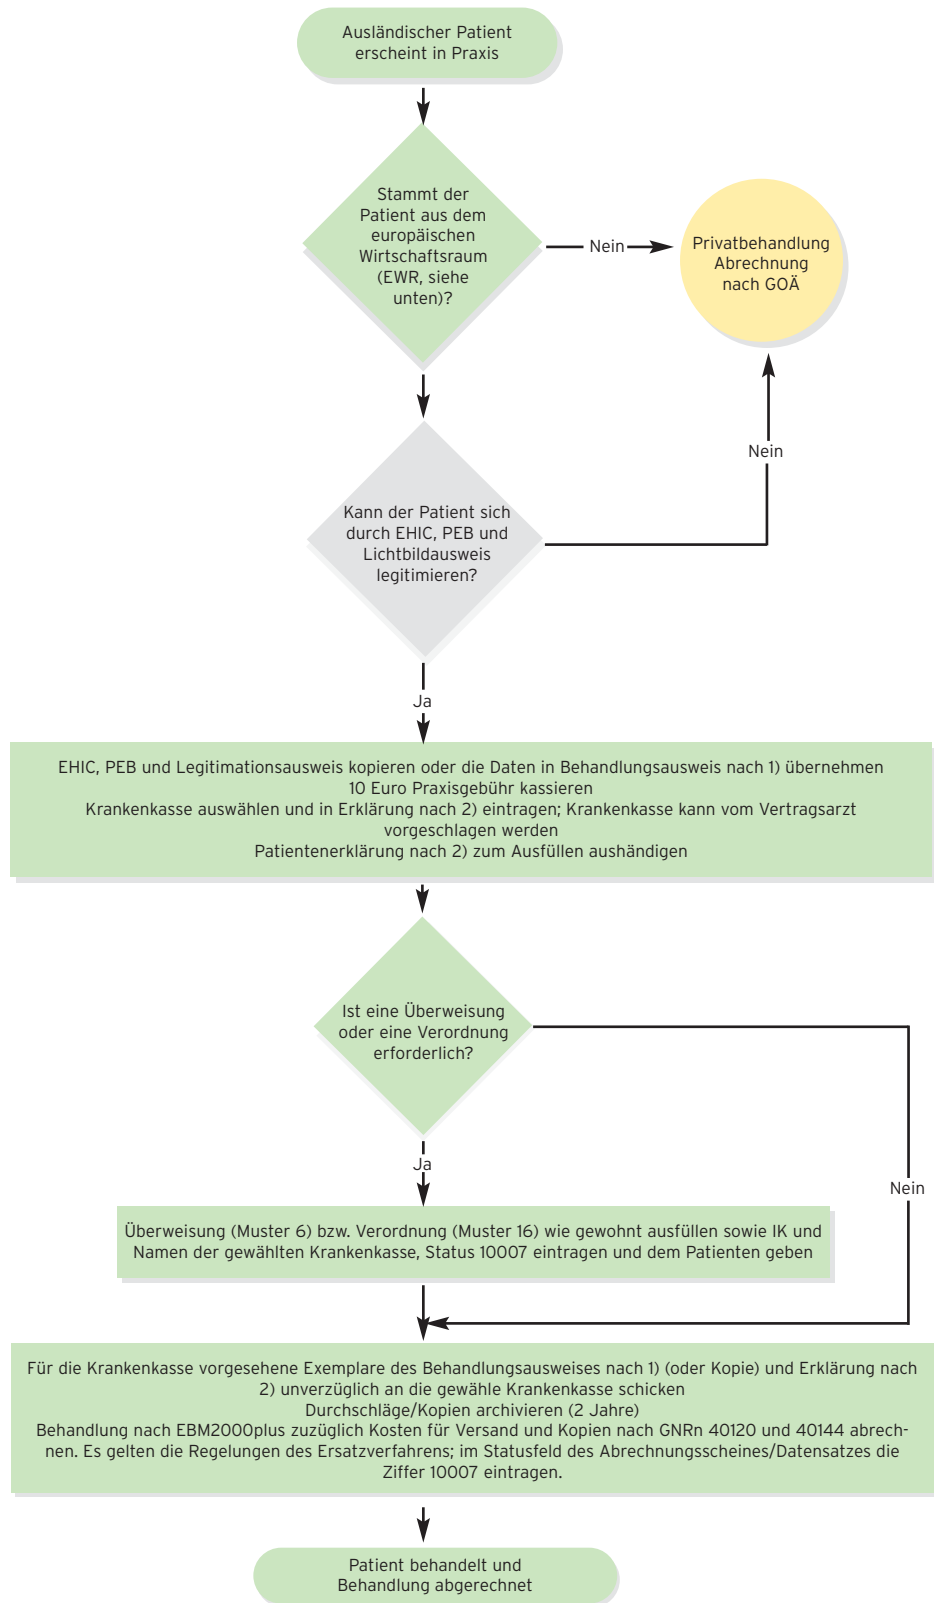 Ausländischer Patient
erscheint in Praxis
Stammt der
Patient aus dem
europäischen
Wirtschaftsraum
(EWR, siehe
unten)?
Nein
Privatbehandlung
Abrechnung
nach GOÄ
Nein
Kann der Patient sich
durch EHIC, PEB und
Lichtbildausweis
legitimieren?
Ja
EHIC, PEB und Legitimationsausweis kopieren oder die Daten in Behandlungsausweis nach 1) übernehmen
10 Euro Praxisgebühr kassieren
Krankenkasse auswählen und in Erklärung nach 2) eintragen; Krankenkasse kann vom Vertragsarzt
vorgeschlagen werden
Patientenerklärung nach 2) zum Ausfüllen aushändigen
Ist eine Überweisung
oder eine Verordnung
erforderlich?
Ja
Nein
Überweisung (Muster 6) bzw. Verordnung (Muster 16) wie gewohnt ausfüllen sowie IK und
Namen der gewählten Krankenkasse, Status 10007 eintragen und dem Patienten geben
Für die Krankenkasse vorgesehene Exemplare des Behandlungsausweises nach 1) (oder Kopie) und Erklärung nach
2) unverzüglich an die gewähle Krankenkasse schicken
Durchschläge/Kopien archivieren (2 Jahre)
Behandlung nach EBM2000plus zuzüglich Kosten für Versand und Kopien nach GNRn 40120 und 40144 abrech-
nen. Es gelten die Regelungen des Ersatzverfahrens; im Statusfeld des Abrechnungsscheines/Datensatzes die
Ziffer 10007 eintragen.
Patient behandelt und
Behandlung abgerechnet